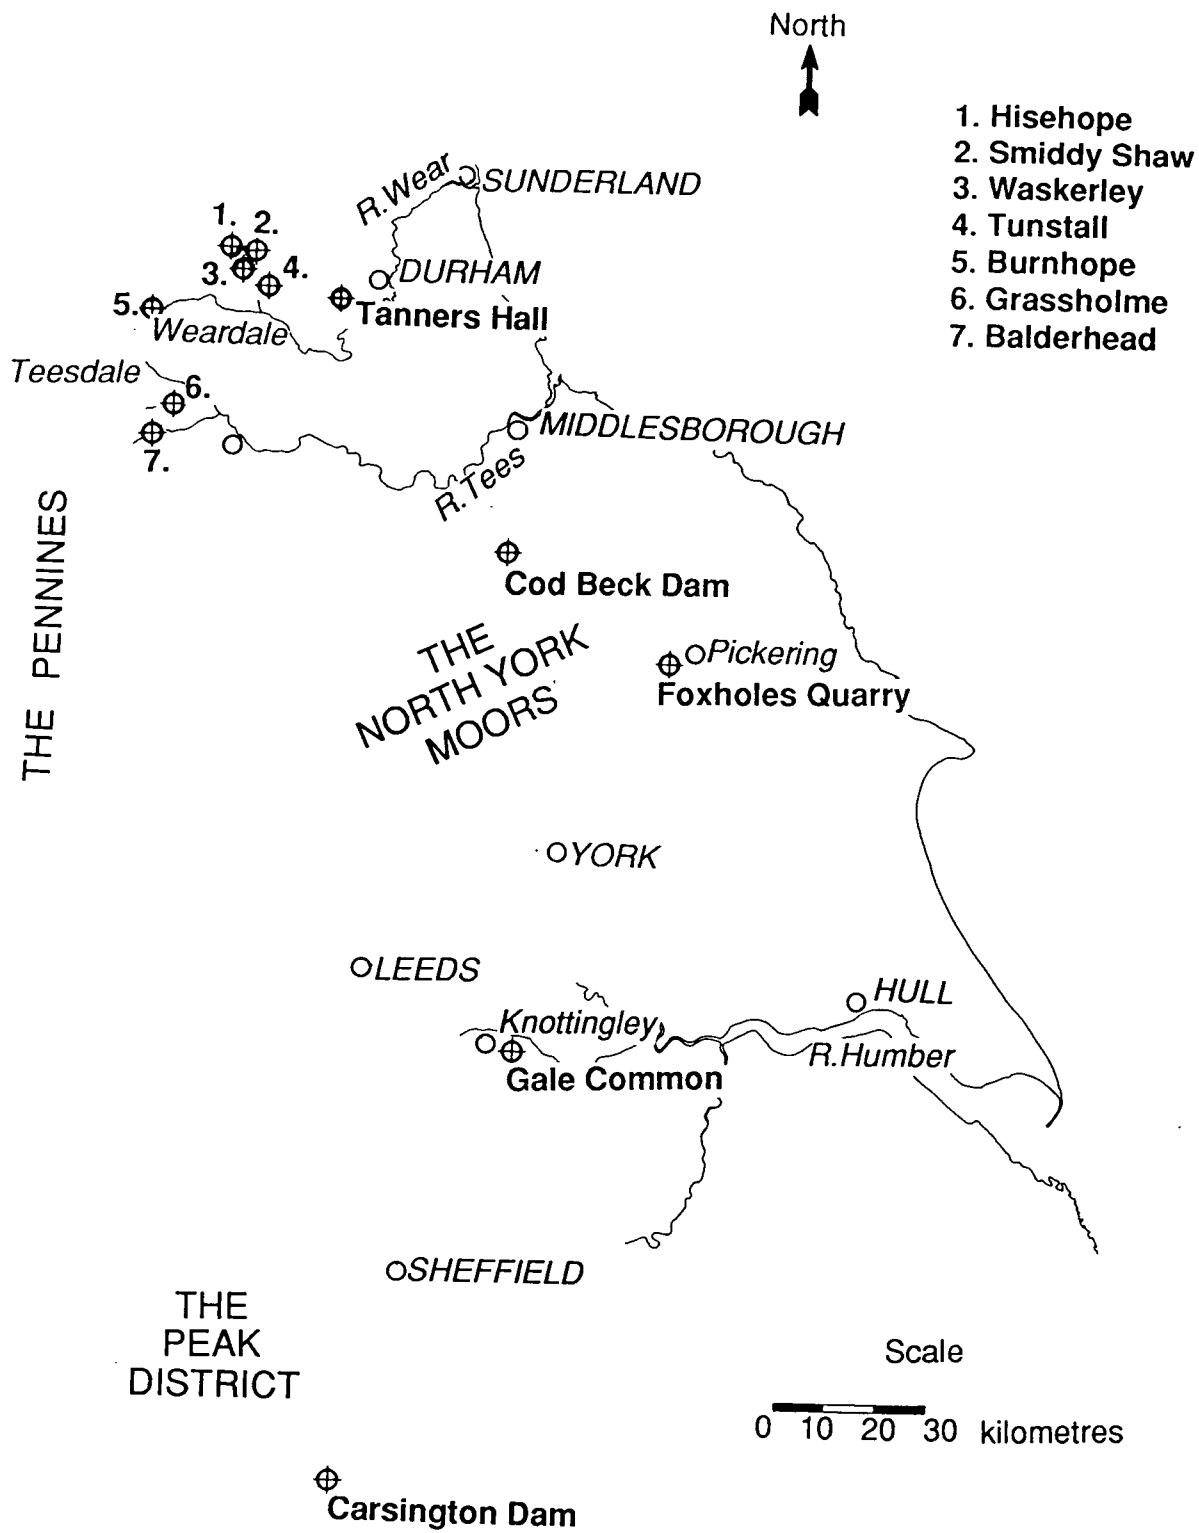 North
1. Hisehope
2. Smiddy Shaw
3. Waskerley
4. Tunstall
5. Burnhope
6. Grassholme
7. Balderhead
R.Wear
SUNDERLAND
1.
2.
3.
4.
DURHAM
Tanners Hall
5.
Weardale
Teesdale
6.
7.
MIDDLESBOROUGH
R.Tees
THE PENNINES
Cod Beck Dam
THE
NORTH YORK
MOORS
Pickering
Foxholes Quarry
YORK
LEEDS
HULL
Knottingley
R.Humber
Gale Common
SHEFFIELD
THE
PEAK
DISTRICT
Scale
0 10 20 30 kilometres
Carsington Dam